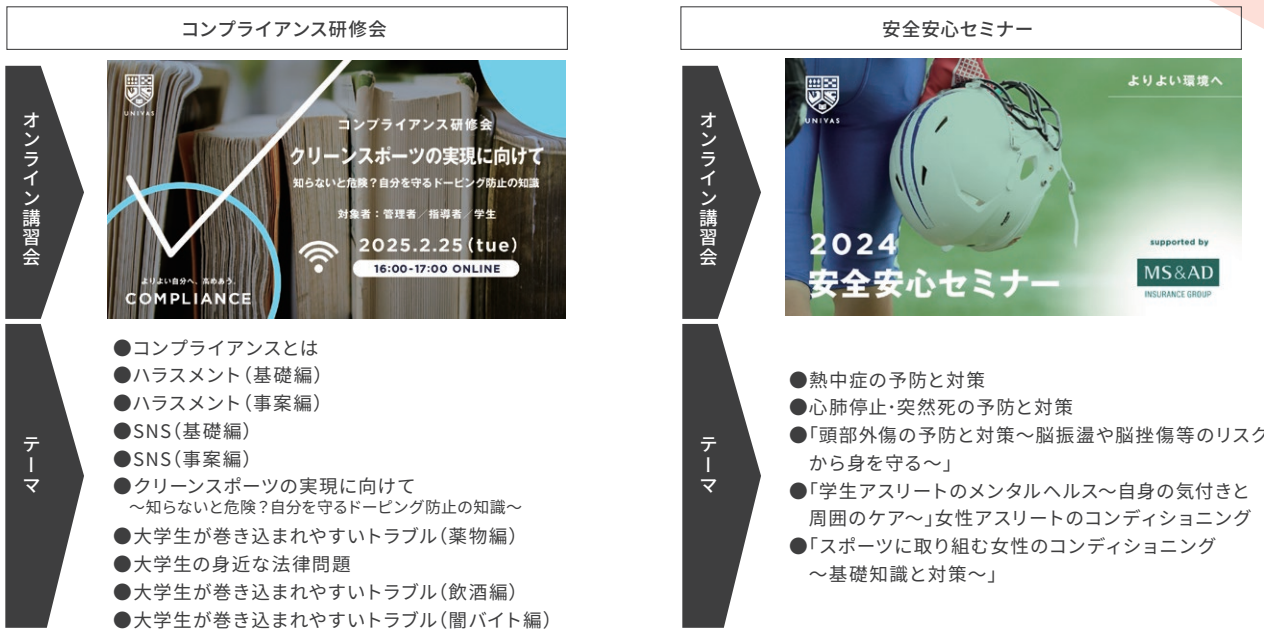 コンプライアンス研修会
オンライン講習会
UNIVAS
コンプライアンス研修会
クリーンスポーツの実現に向けて
知らないと危険？自分を守るドーピング防止の知識
対象者：管理者／指導者／学生
2025.2.25(tue)
16:00-17:00 ONLINE
よりよい自分へ、高めあう。
COMPLIANCE
テーマ
●コンプライアンスとは
●ハラスメント（基礎編）
●ハラスメント（事案編）
●SNS（基礎編）
●SNS（事案編）
●クリーンスポーツの実現に向けて
～知らないと危険？自分を守るドーピング防止の知識～
●大学生が巻き込まれやすいトラブル（薬物編）
●大学生の身近な法律問題
●大学生が巻き込まれやすいトラブル（飲酒編）
●大学生が巻き込まれやすいトラブル（闇バイト編）
安全安心セミナー
オンライン講習会
UNIVAS
よりよい環境へ
2024
安全安心セミナー
supported by
MS&AD
INSURANCE GROUP
テーマ
●熱中症の予防と対策
●心肺停止・突然死の予防と対策
●「頭部外傷の予防と対策～脳振盪や脳挫傷等のリスク
から身を守る～」
●「学生アスリートのメンタルヘルス～自身の気付きと
周囲のケア～」女性アスリートのコンディショニング
●「スポーツに取り組む女性のコンディショニング
～基礎知識と対策～」